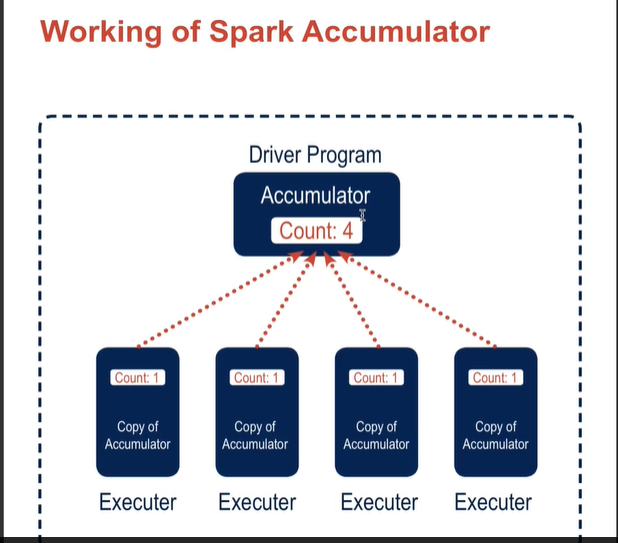 Working of Spark Accumulator
Driver Program
Accumulator
Count: 4
Count: 1
Count: 1
Count: 1
Count: 1
Copy of
Accumulator
Copy of
Accumulator
Copy of
Accumulator
Copy of
Accumulator
Executer
Executer
Executer
Executer